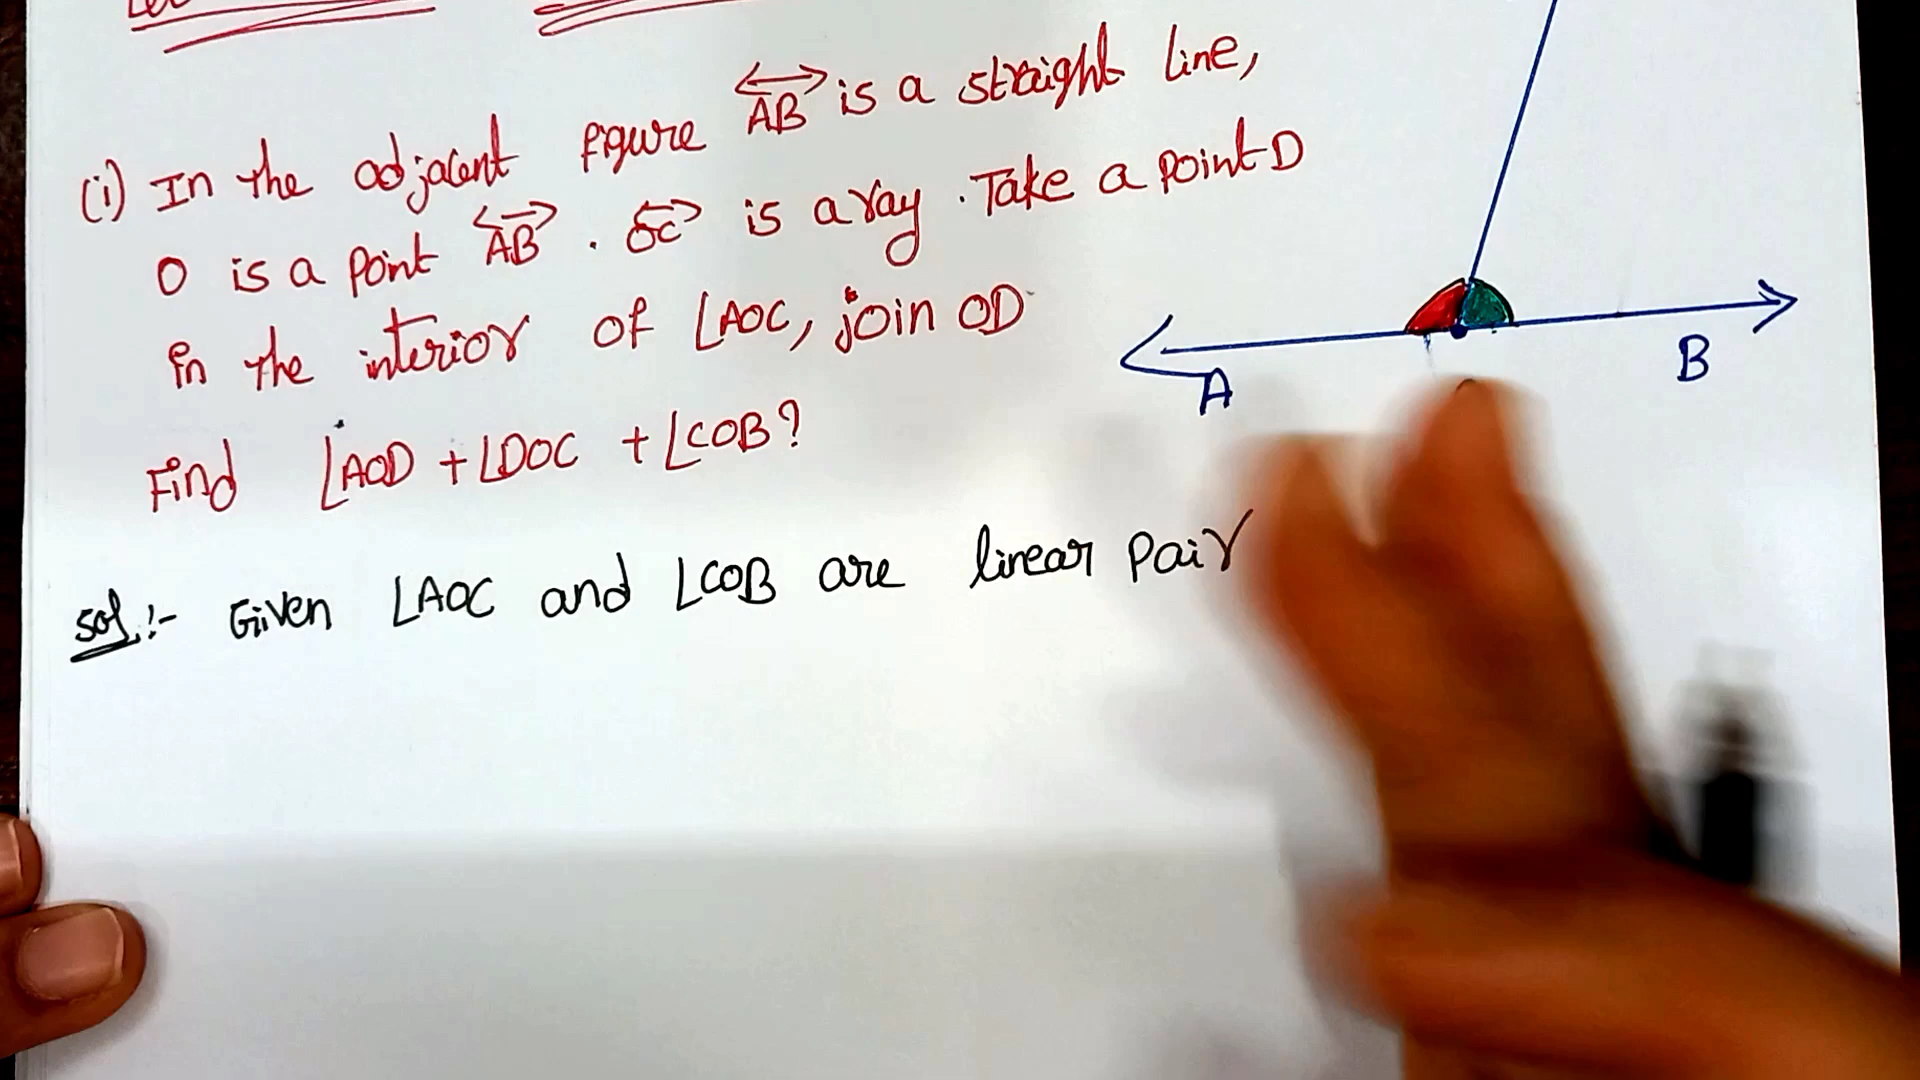 (i) In the adjacent figure AB is a straight line,
O is a point AB . OC is a ray . Take a point D
in the interior of ∠AOC, join OD
Find ∠AOD + ∠DOC + ∠COB?
Sol:- Given ∠AOC and ∠COB are linear pair
A
B